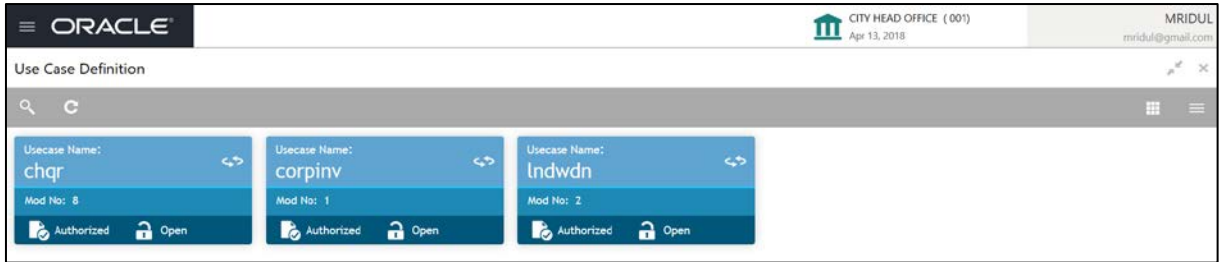 ORACLE
CITY HEAD OFFICE ( 001)
Apr 13, 2018
MRIDUL
mridul@gmail.com
Use Case Definition
Usecase Name:
chqr
Mod No: 8
Authorized Open
Usecase Name:
corpinv
Mod No: 1
Authorized Open
Usecase Name:
lndwdn
Mod No: 2
Authorized Open